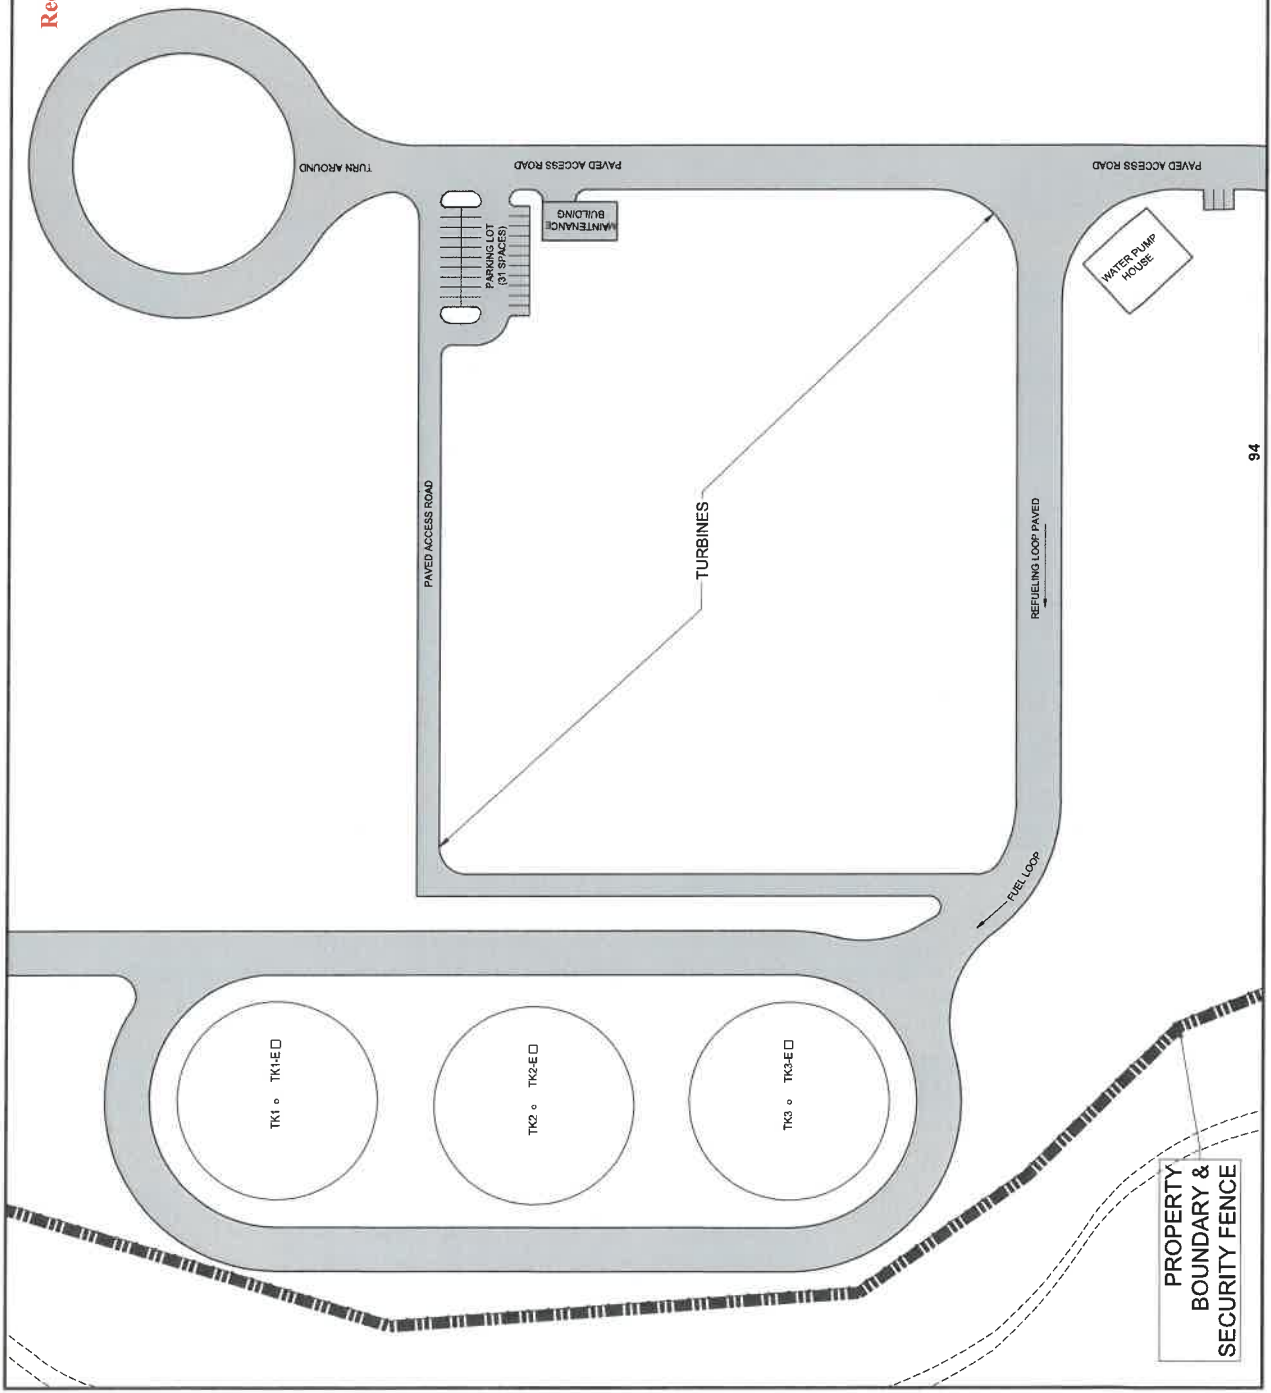 Re
TURN AROUND
PAVED ACCESS ROAD
PAVED ACCESS ROAD
MAINTENANCE
BUILDING
PARKING LOT
(31 SPACES)
WATER PUMP
HOUSE
PAVED ACCESS ROAD
TURBINES
REFUELING LOOP PAVED
94
FUEL LOOP
TK1 TK1-E
TK2 TK2-E
TK3 TK3-E
PROPERTY
BOUNDARY &
SECURITY FENCE